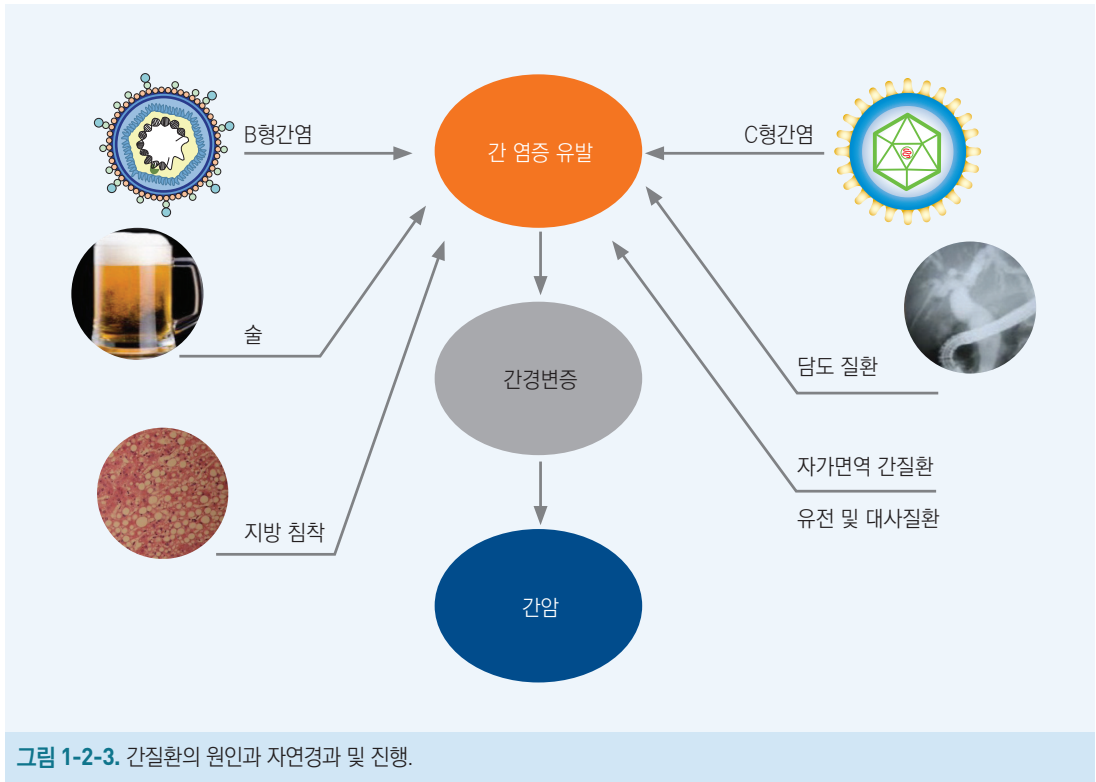 B형간염
간 염증 유발
C형간염
술
간경변증
담도 질환
지방 침착
자가면역 간질환
유전 및 대사질환
간암
그림 1-2-3. 간질환의 원인과 자연경과 및 진행.